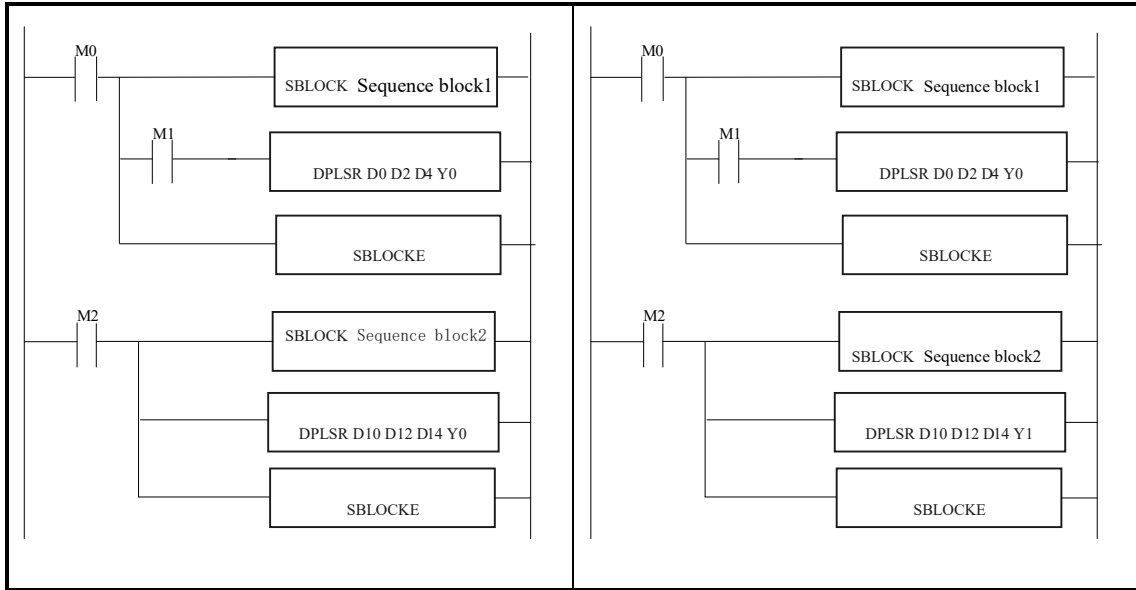 M0
SBLOCK Sequence block1
M1
DPLSR D0 D2 D4 Y0
SBLOCKE
M2
SBLOCK Sequence block2
DPLSR D10 D12 D14 Y0
SBLOCKE
M0
SBLOCK Sequence block1
M1
DPLSR D0 D2 D4 Y0
SBLOCKE
M2
SBLOCK Sequence block2
DPLSR D10 D12 D14 Y1
SBLOCKE